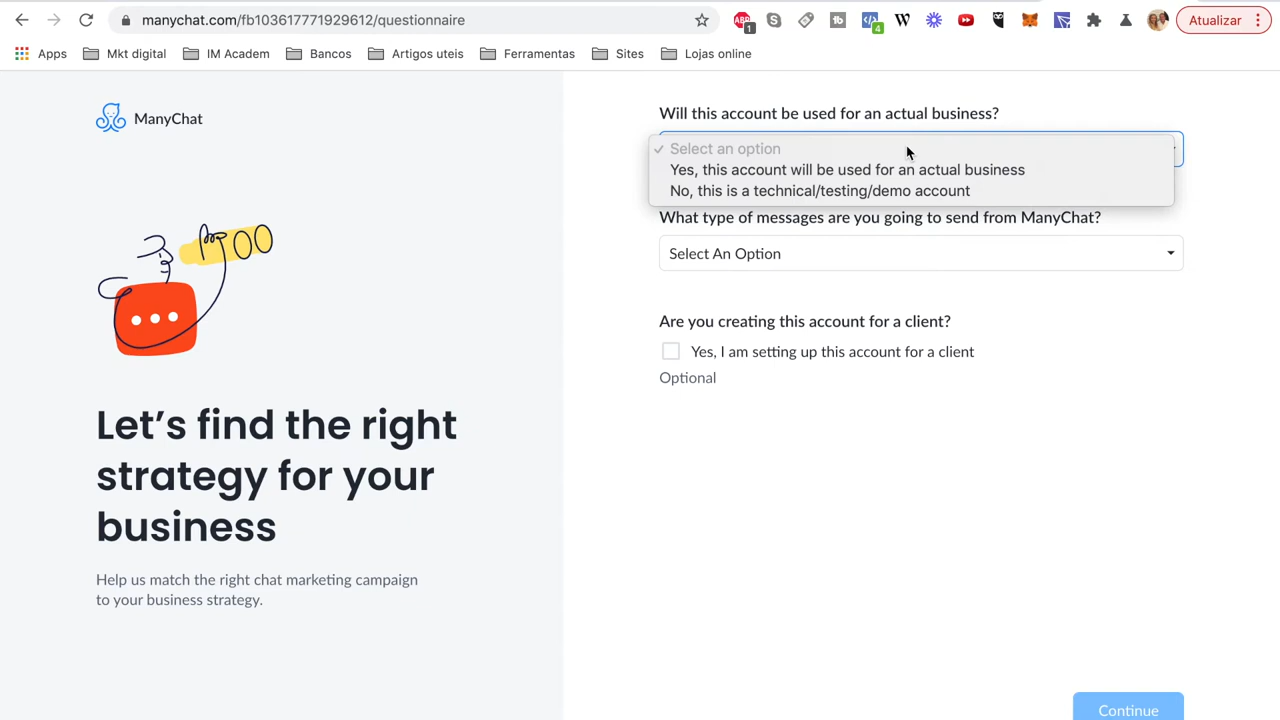 manychat.com/fb103617771929612/questionnaire
ABP
1
4
W
Atualizar
Apps
Mkt digital
IM Academ
Bancos
Artigos uteis
Ferramentas
Sites
Lojas online
ManyChat
Let's find the right
strategy for your
business
Help us match the right chat marketing campaign
to your business strategy.
Will this account be used for an actual business?
✓ Select an option
Yes, this account will be used for an actual business
No, this is a technical/testing/demo account
What type of messages are you going to send from ManyChat?
Select An Option
Are you creating this account for a client?
Yes, I am setting up this account for a client
Optional
Continue